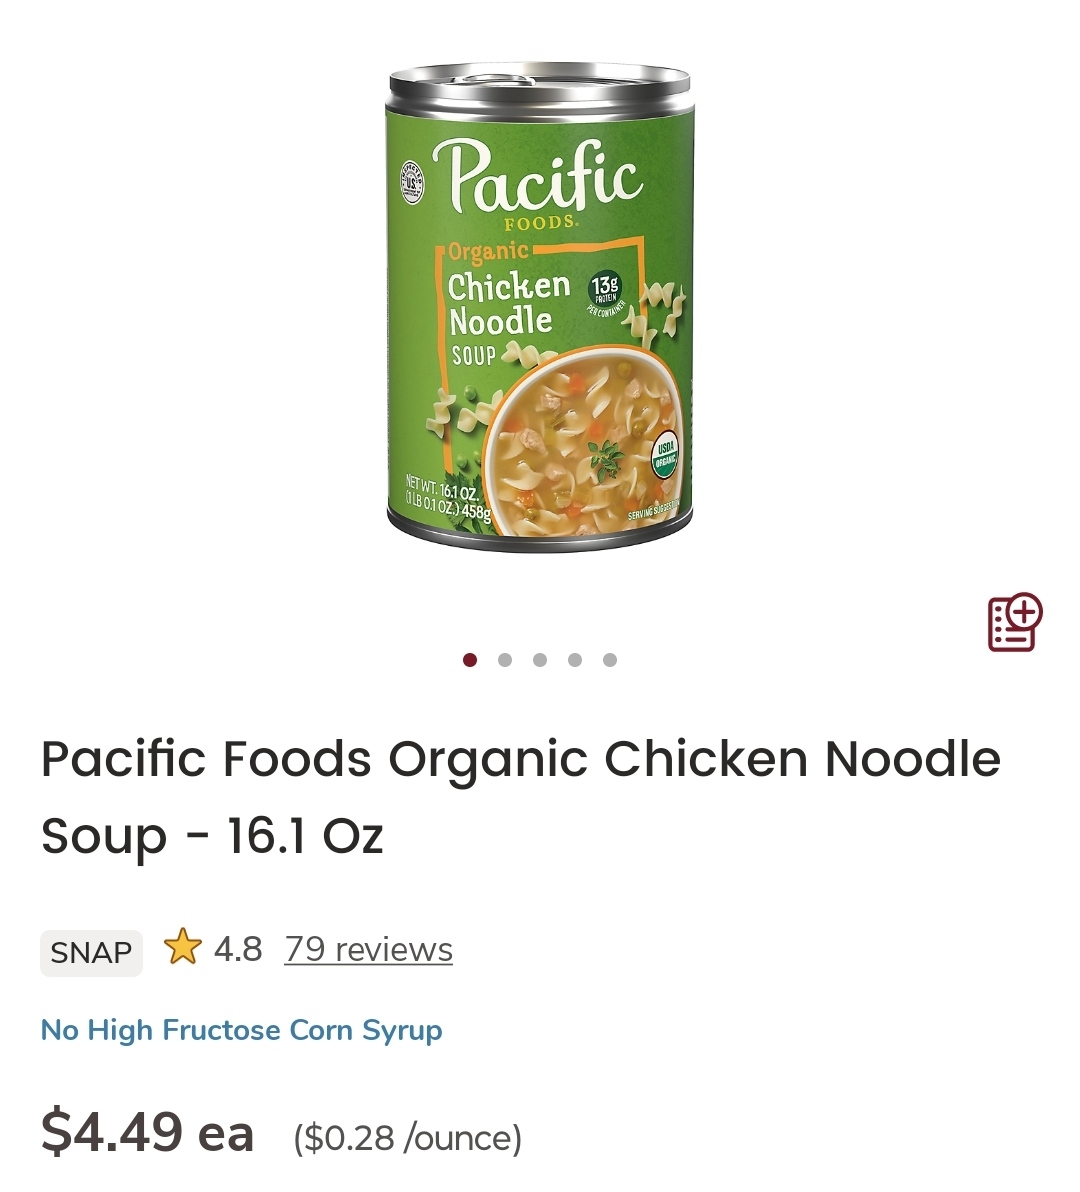 Pacific
FOODS.
Organic
Chicken
Noodle
SOUP
13g
PROTEIN
PER CONTAINER
U.S.
USDA
ORGANIC
NET WT. 16.1 OZ.
(1 LB 0.1 OZ.) 458g
SERVING SUGGESTION
Pacific Foods Organic Chicken Noodle
Soup - 16.1 Oz
SNAP
4.8 79 reviews
No High Fructose Corn Syrup
$4.49 ea ($0.28 /ounce)